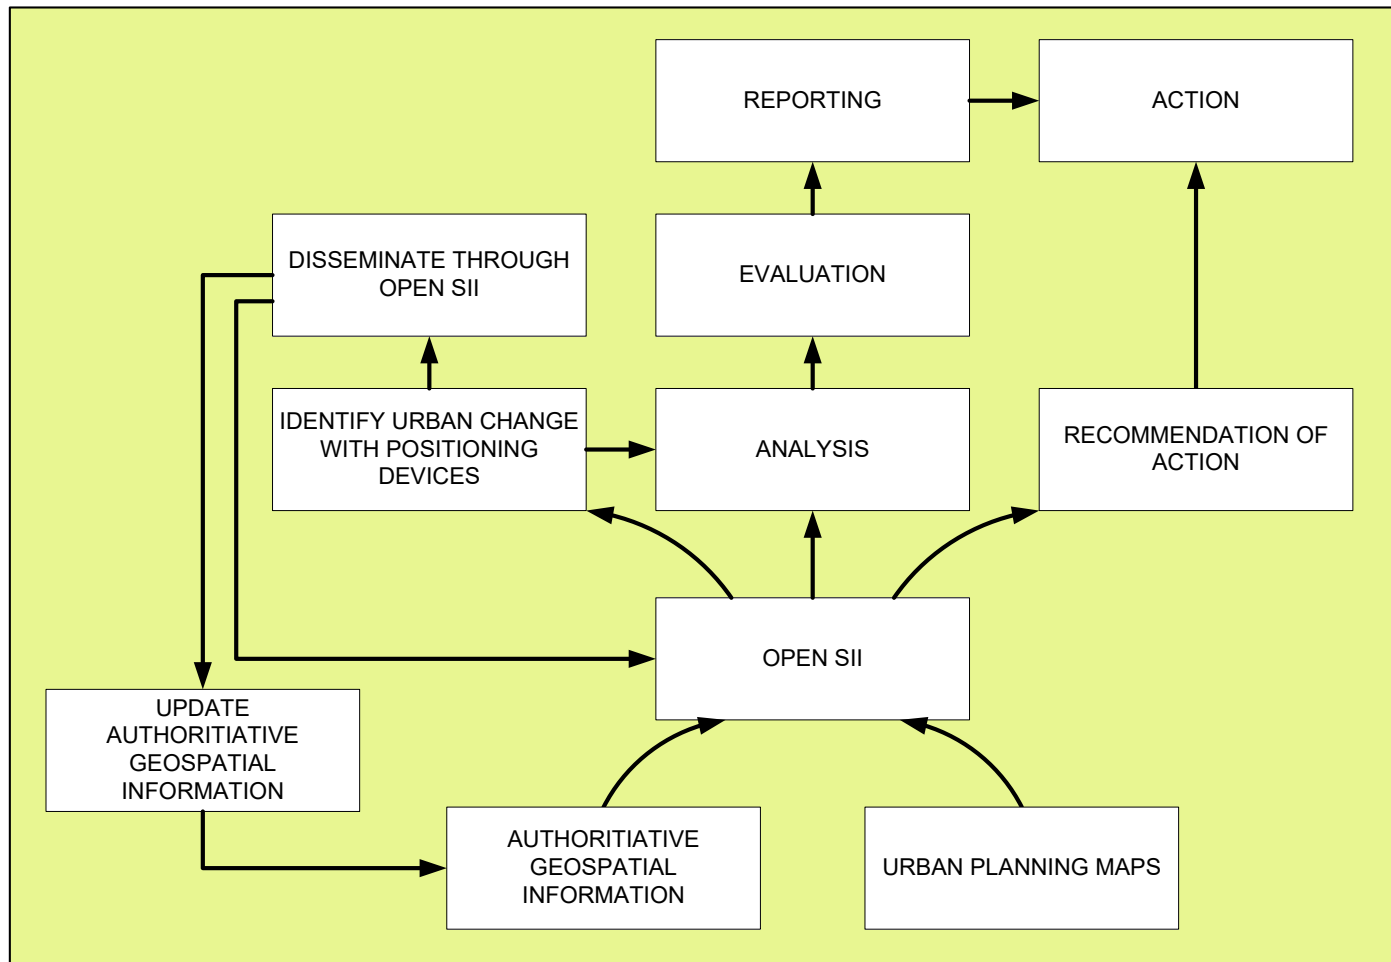 REPORTING
ACTION
DISSEMINATE THROUGH
OPEN SII
EVALUATION
IDENTIFY URBAN CHANGE
WITH POSITIONING
DEVICES
ANALYSIS
RECOMMENDATION OF
ACTION
OPEN SII
UPDATE
AUTHORITIATIVE
GEOSPATIAL
INFORMATION
AUTHORITIATIVE
GEOSPATIAL
INFORMATION
URBAN PLANNING MAPS